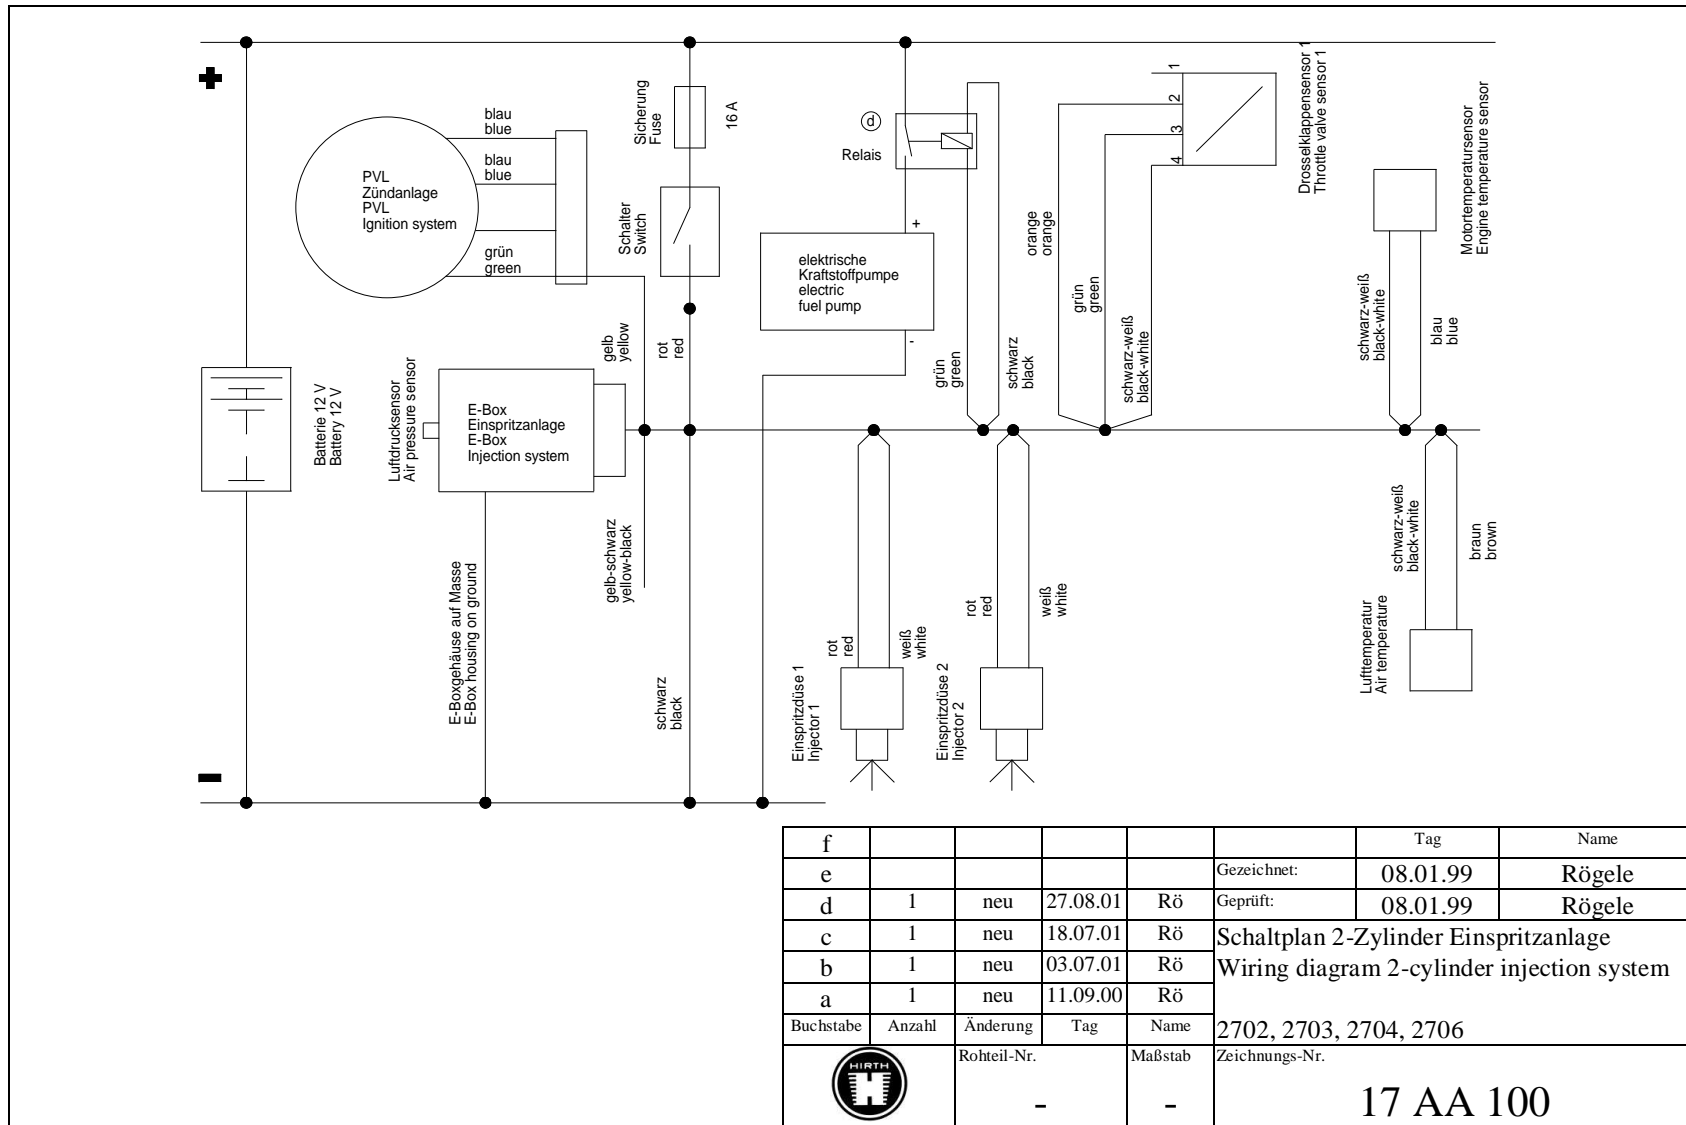 +
blau
blue
blau
blue
PVL
Zündanlage
PVL
Ignition system
grün
green
Sicherung
Fuse
16 A
Schalter
Switch
d
Relais
+
elektrische
Kraftstoffpumpe
electric
fuel pump
-
1
2
3
4
Drosselklappensensor 1
Throttle valve sensor 1
Motortemperatursensor
Engine temperature sensor
orange
orange
grün
green
schwarz-weiß
black-white
schwarz-weiß
black-white
blau
blue
gelb
yellow
rot
red
grün
green
schwarz
black
Batterie 12 V
Battery 12 V
Luftdrucksensor
Air pressure sensor
E-Box
Einspritzanlage
E-Box
Injection system
gelb-schwarz
yellow-black
E-Boxgehäuse auf Masse
E-Box housing on ground
schwarz
black
rot
red
weiß
white
Einspritzdüse 1
Injector 1
rot
red
weiß
white
Einspritzdüse 2
Injector 2
schwarz-weiß
black-white
braun
brown
Lufttemperatur
Air temperature
-
f Tag Name
e Gezeichnet: 08.01.99 Rögele
d 1 neu 27.08.01 Rö Geprüft: 08.01.99 Rögele
c 1 neu 18.07.01 Rö Schaltplan 2-Zylinder Einspritzanlage
b 1 neu 03.07.01 Rö Wiring diagram 2-cylinder injection system
a 1 neu 11.09.00 Rö
Buchstabe Anzahl Änderung Tag Name 2702, 2703, 2704, 2706
HIRTH
H
Rohteil-Nr. Maßstab Zeichnungs-Nr.
- - 17 AA 100